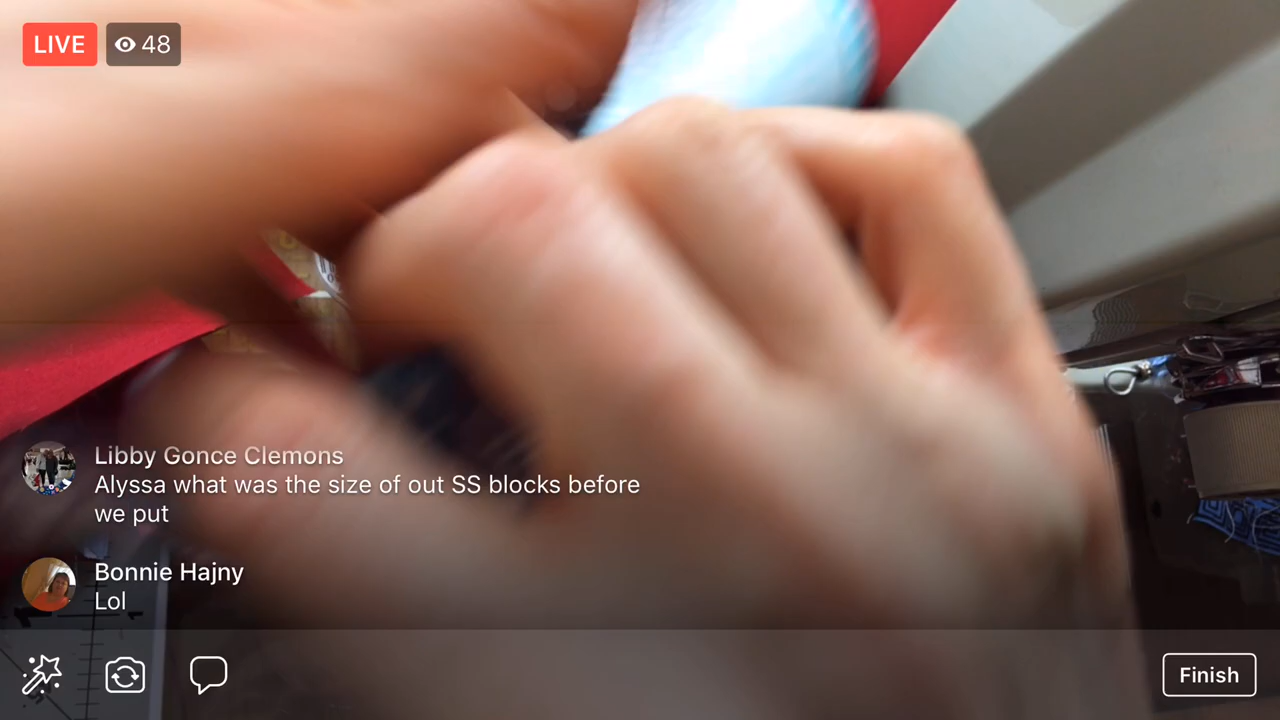 LIVE 48
Libby Gonce Clemons
Alyssa what was the size of out SS blocks before
we put
Bonnie Hajny
Lol
Finish